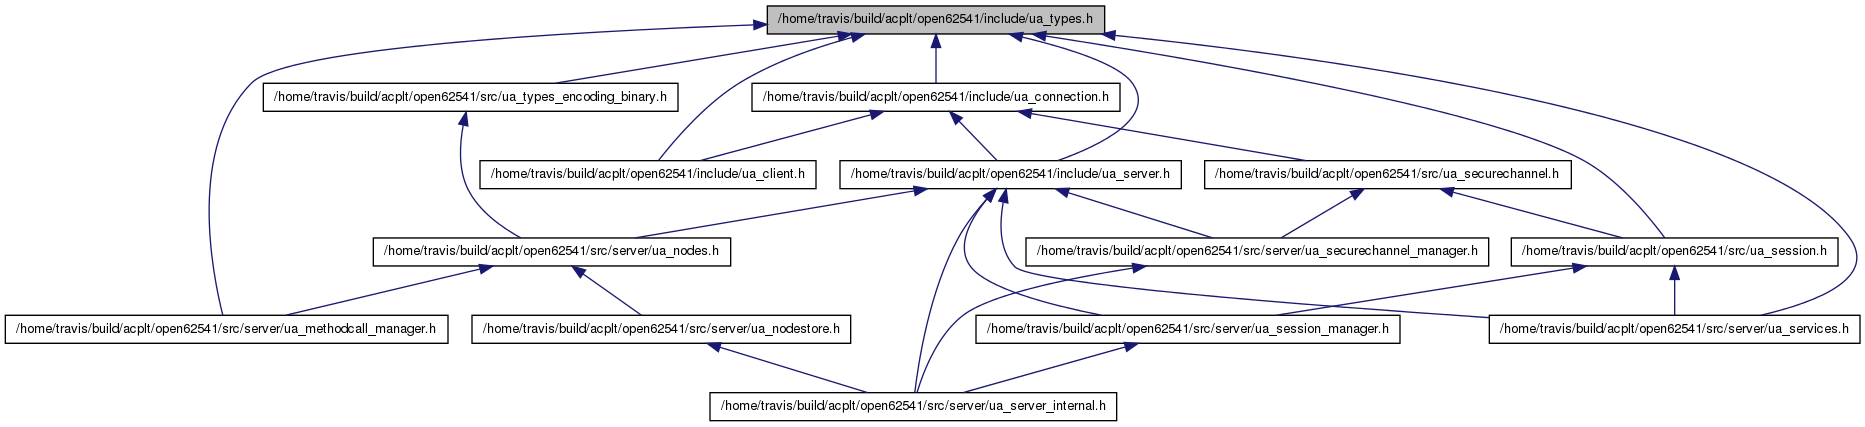 /home/travis/build/acplt/open62541/include/ua_types.h
/home/travis/build/acplt/open62541/src/ua_types_encoding_binary.h
/home/travis/build/acplt/open62541/include/ua_connection.h
/home/travis/build/acplt/open62541/include/ua_client.h
/home/travis/build/acplt/open62541/include/ua_server.h
/home/travis/build/acplt/open62541/src/ua_securechannel.h
/home/travis/build/acplt/open62541/src/server/ua_nodes.h
/home/travis/build/acplt/open62541/src/server/ua_securechannel_manager.h
/home/travis/build/acplt/open62541/src/ua_session.h
/home/travis/build/acplt/open62541/src/server/ua_methodcall_manager.h
/home/travis/build/acplt/open62541/src/server/ua_nodestore.h
/home/travis/build/acplt/open62541/src/server/ua_session_manager.h
/home/travis/build/acplt/open62541/src/server/ua_services.h
/home/travis/build/acplt/open62541/src/server/ua_server_internal.h